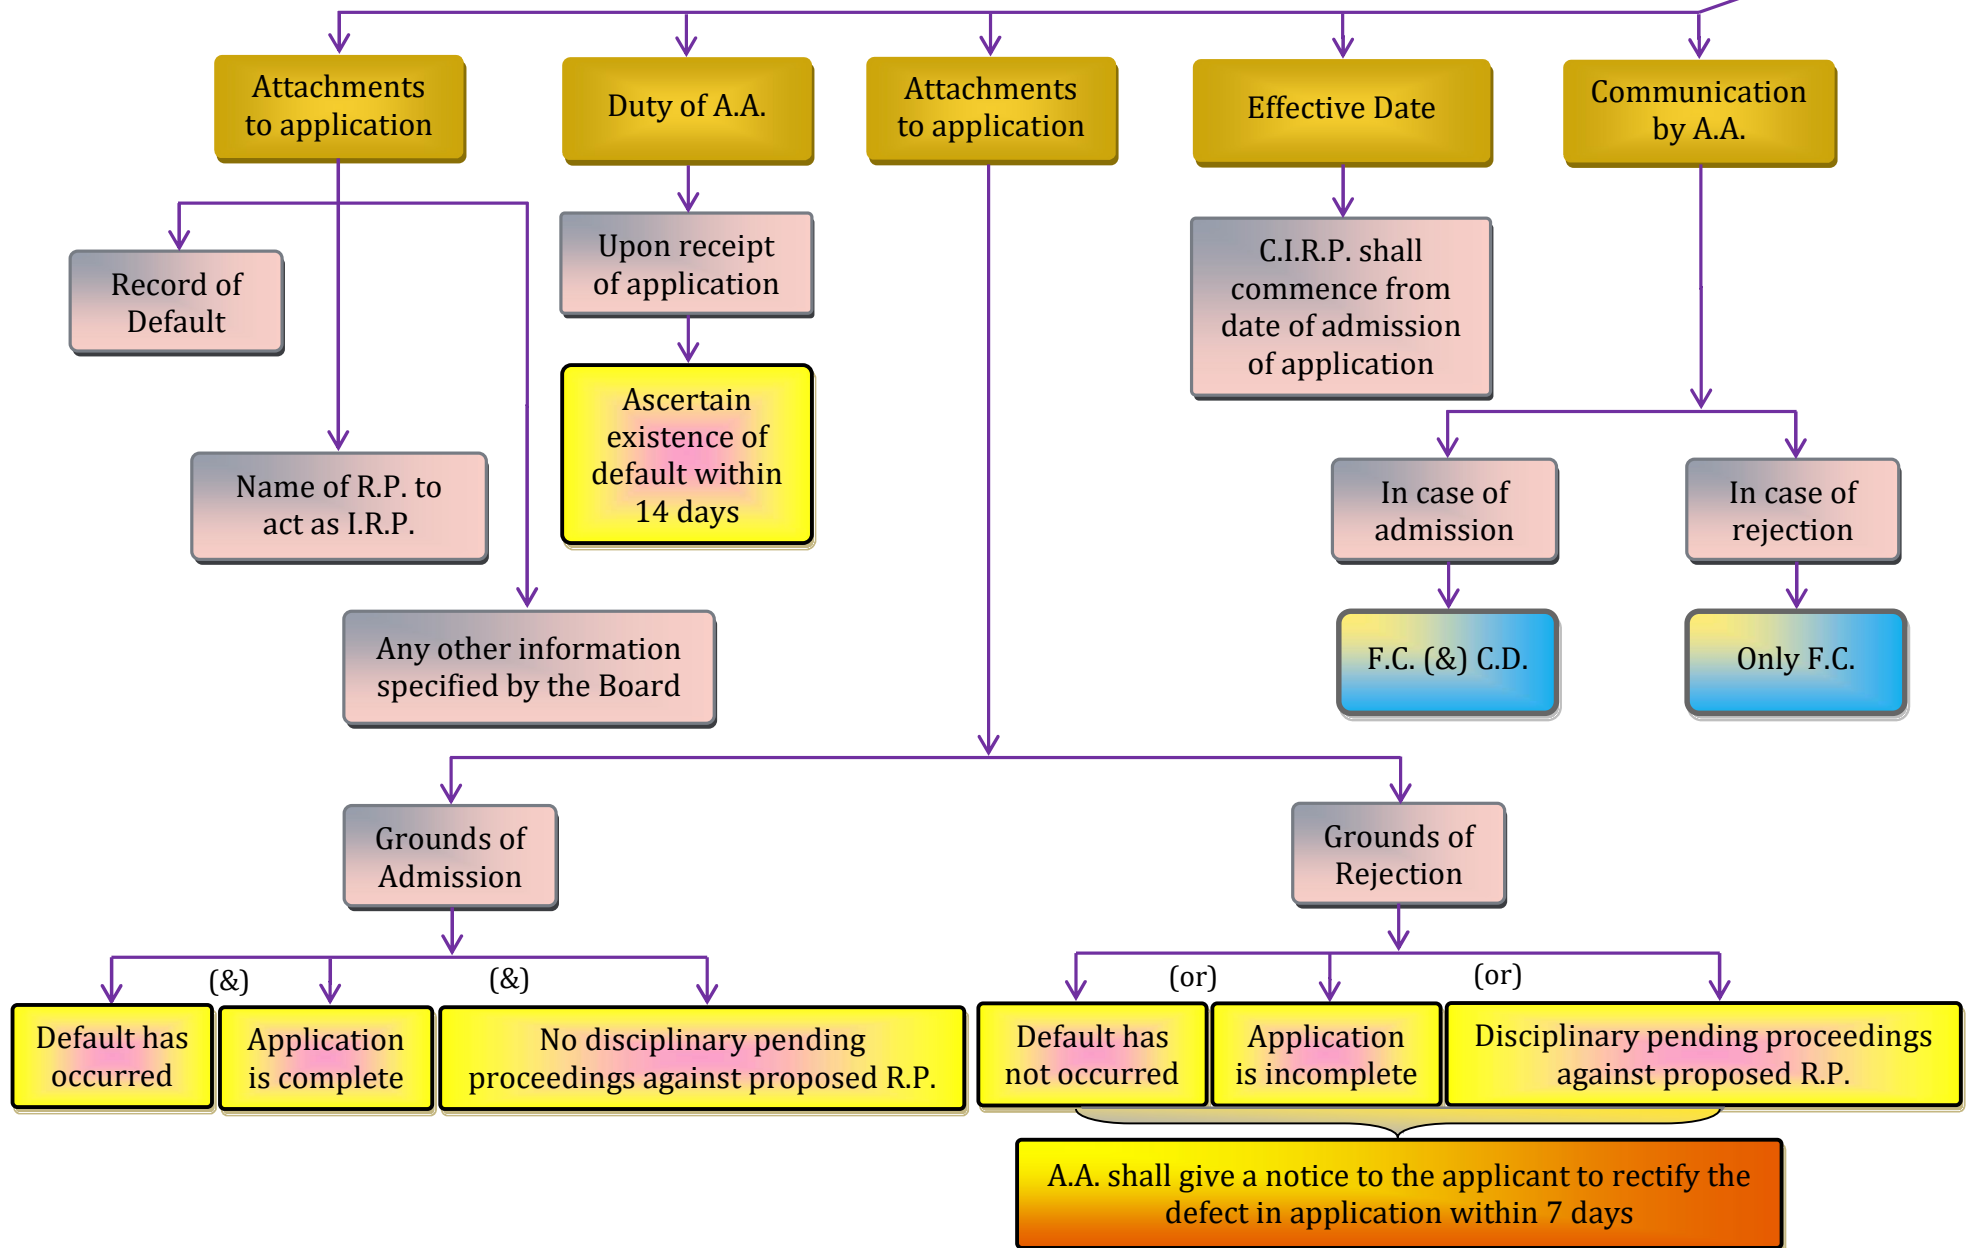 Attachments
to application
Duty of A.A.
Attachments
to application
Effective Date
Communication
by A.A.
Record of
Default
Name of R.P. to
act as I.R.P.
Any other information
specified by the Board
Upon receipt
of application
Ascertain
existence of
default within
14 days
C.I.R.P. shall
commence from
date of admission
of application
In case of
admission
In case of
rejection
F.C. (&) C.D.
Only F.C.
Grounds of
Admission
Grounds of
Rejection
(&)
(&)
Default has
occurred
Application
is complete
No disciplinary pending
proceedings against proposed R.P.
(or)
(or)
Default has
not occurred
Application
is incomplete
Disciplinary pending proceedings
against proposed R.P.
A.A. shall give a notice to the applicant to rectify the
defect in application within 7 days